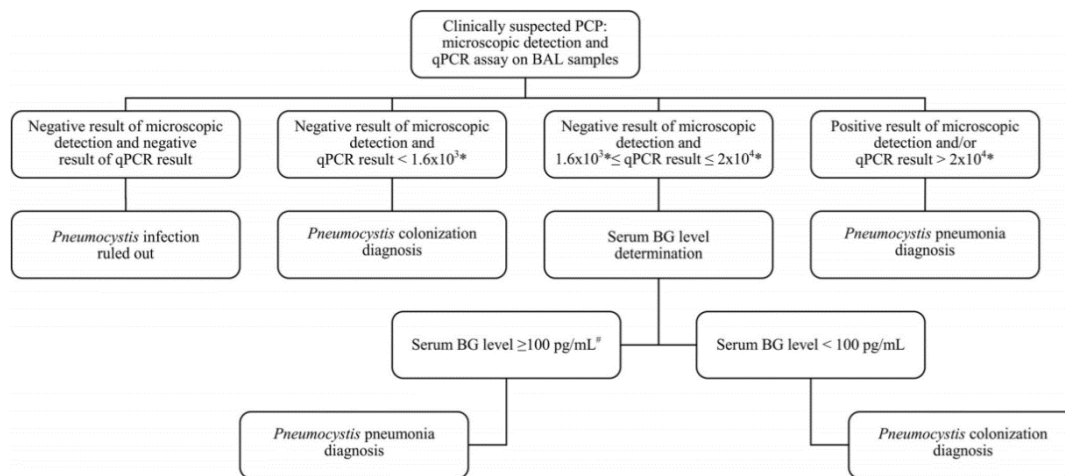 Clinically suspected PCP:
microscopic detection and
qPCR assay on BAL samples
Negative result of microscopic
detection and negative
result of qPCR result
Negative result of microscopic
detection and
qPCR result < 1.6x10³*
Negative result of microscopic
detection and
1.6x10³*≤ qPCR result ≤ 2x10⁴*
Positive result of microscopic
detection and/or
qPCR result > 2x10⁴*
Pneumocystis infection
ruled out
Pneumocystis colonization
diagnosis
Serum BG level
determination
Pneumocystis pneumonia
diagnosis
Serum BG level ≥100 pg/mL#
Serum BG level < 100 pg/mL
Pneumocystis pneumonia
diagnosis
Pneumocystis colonization
diagnosis